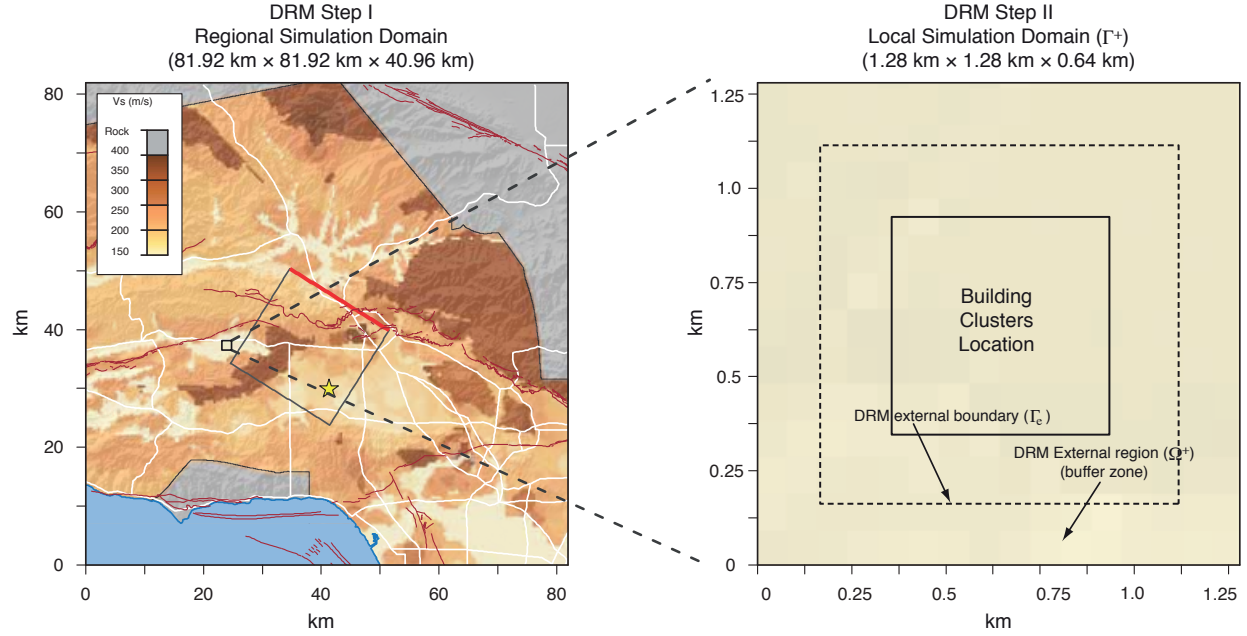 DRM Step I
Regional Simulation Domain
(81.92 km × 81.92 km × 40.96 km)
80
60
40
20
0
km
Vs (m/s)
Rock
400
350
300
250
200
150
0
20
40
60
80
km
DRM Step II
Local Simulation Domain (Γ⁺)
(1.28 km × 1.28 km × 0.64 km)
1.25
1.0
0.75
0.5
0.25
0
km
Building
Clusters
Location
DRM external boundary (Γₑ)
DRM External region (Ω⁺)
(buffer zone)
0
0.25
0.5
0.75
1.0
1.25
km